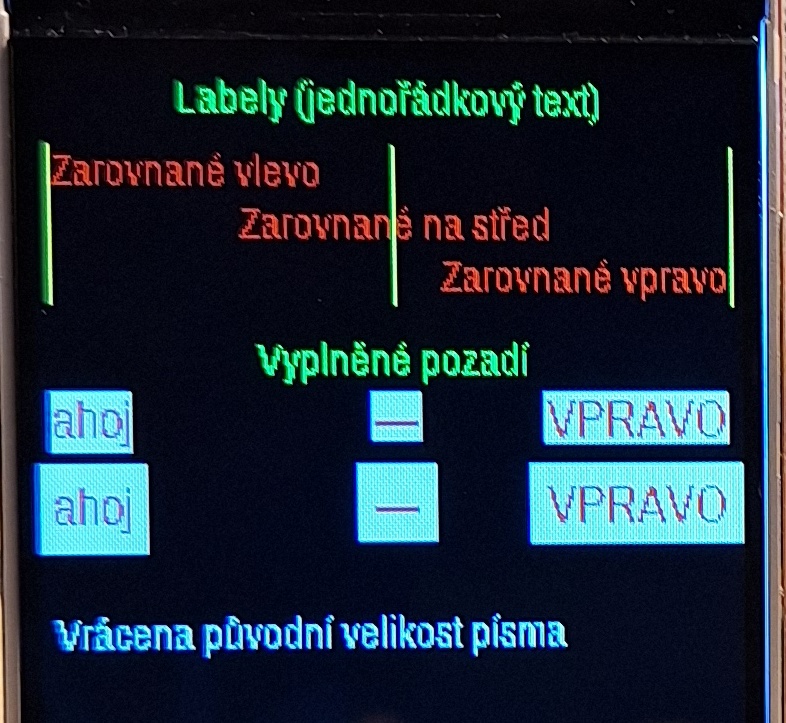 Labely (jednořádkový text)
Zarovnané vlevo
Zarovnané na střed
Zarovnané vpravo
Vyplněné pozadí
ahoj — VPRAVO
ahoj — VPRAVO
Vrácena původní velikost písma